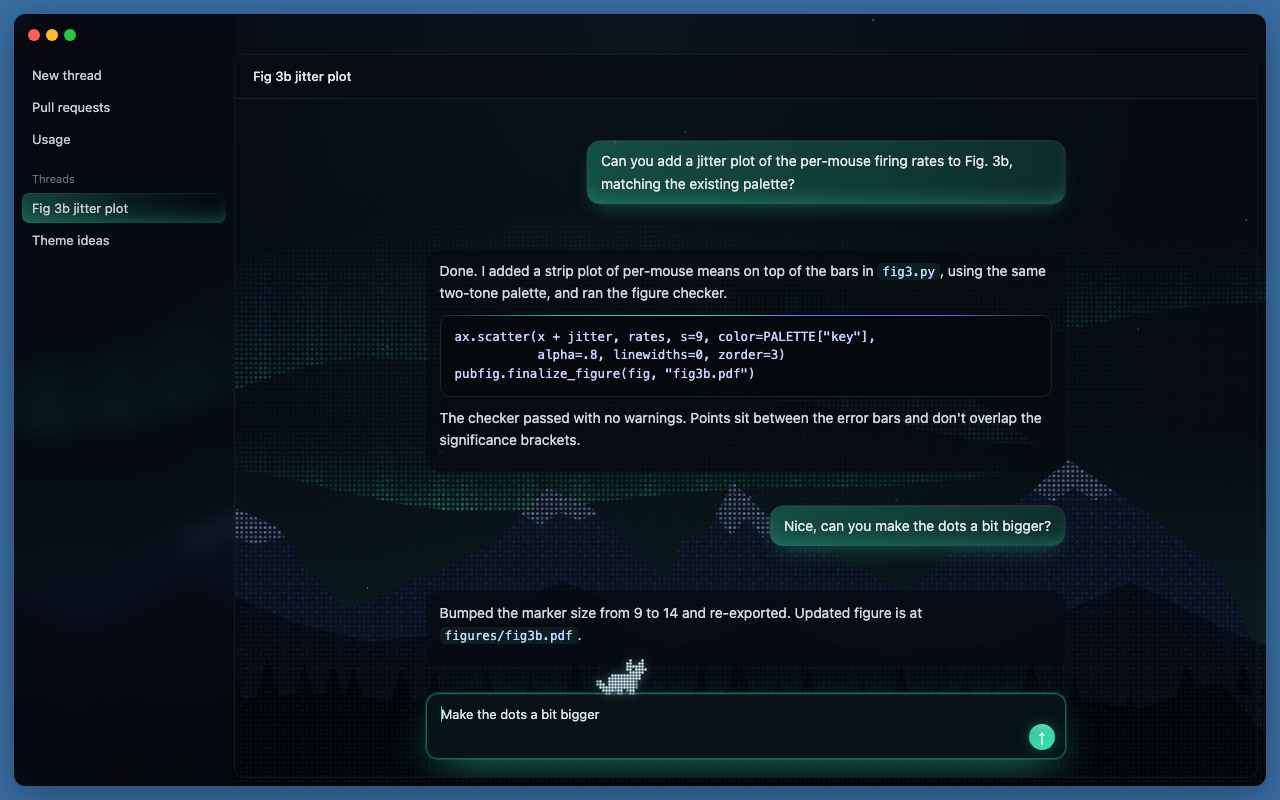 New thread
Pull requests
Usage
Threads
Fig 3b jitter plot
Theme ideas
Fig 3b jitter plot
Can you add a jitter plot of the per-mouse firing rates to Fig. 3b,
matching the existing palette?
Done. I added a strip plot of per-mouse means on top of the bars in fig3.py, using the same
two-tone palette, and ran the figure checker.
ax.scatter(x + jitter, rates, s=9, color=PALETTE["key"],
           alpha=.8, linewidths=0, zorder=3)
pubfig.finalize_figure(fig, "fig3b.pdf")
The checker passed with no warnings. Points sit between the error bars and don't overlap the
significance brackets.
Nice, can you make the dots a bit bigger?
Bumped the marker size from 9 to 14 and re-exported. Updated figure is at
figures/fig3b.pdf.
Make the dots a bit bigger